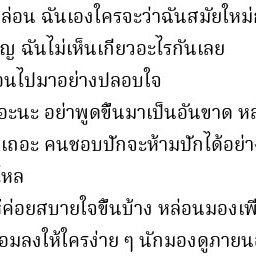 ล่อน ฉันเองใครจะว่าฉันสมัยใหม่
ญ ฉันไม่เห็นเกี่ยวอะไรกันเลย
อนไปมาอย่างปลอบใจ
อะนะ อย่าพูดขึ้นมาเป็นอันขาด หล
เถอะ คนชอบปักจะห้ามปักได้อย่าง
ไหล
ค่อยสบายใจขึ้นบ้าง หล่อนมองเพี
อมลงให้ใครง่าย ๆ นักมองดูภายนอ